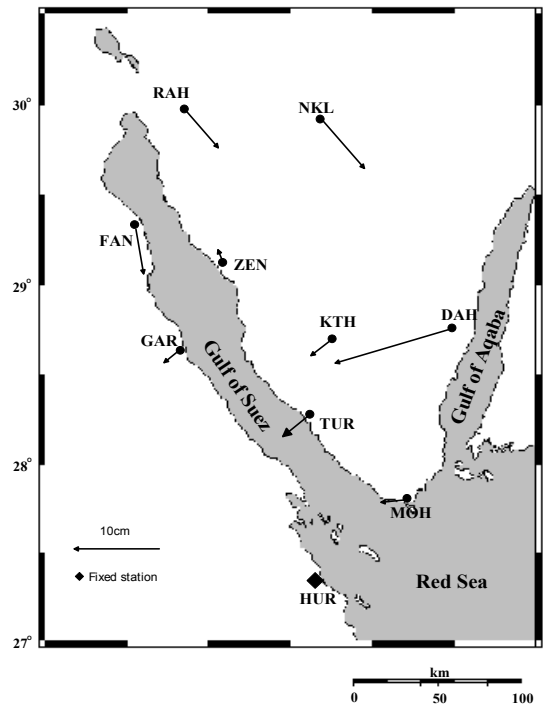 30°
29°
28°
27°
RAH
NKL
FAN
ZEN
DAH
KTH
GAR
Gulf of Suez
Gulf of Aqaba
TUR
MOH
10cm
Fixed station
HUR
Red Sea
km
0 50 100